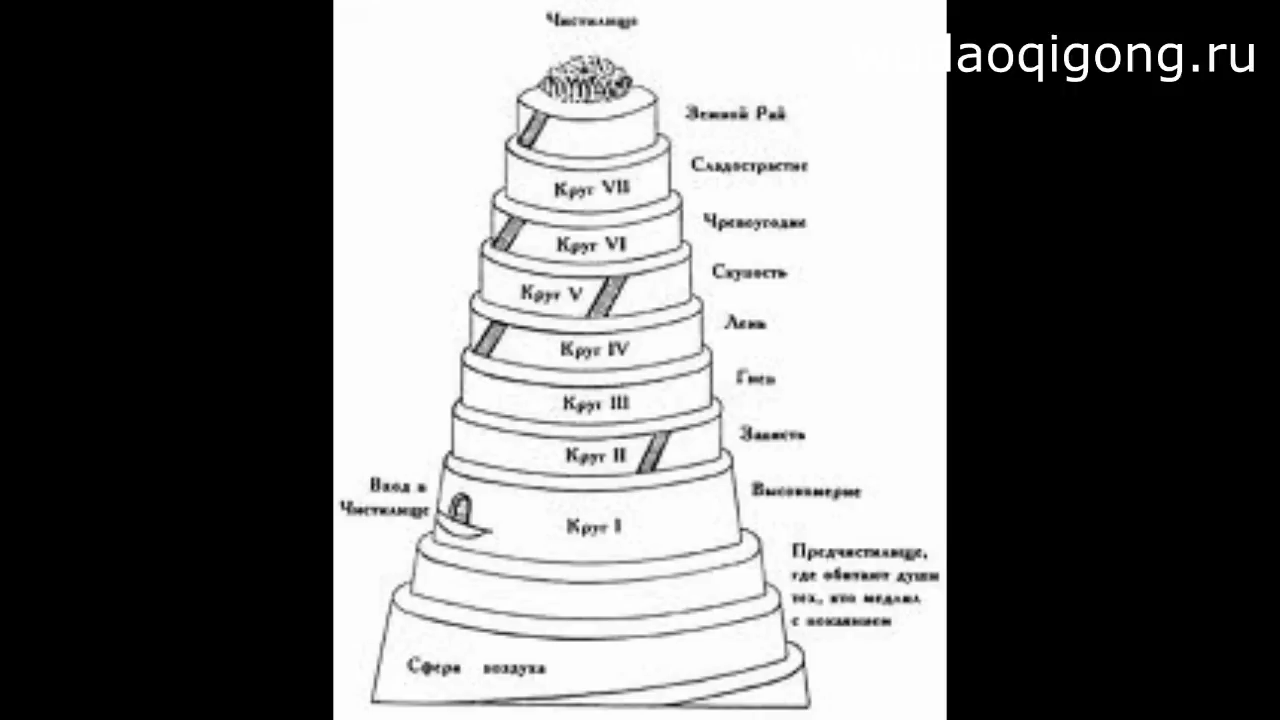 Чистилище
wudaoqigong.ru
Земной Рай
Сладострастие
Круг VII
Чревоугодие
Круг VI
Скупость
Круг V
Лень
Круг IV
Гнев
Круг III
Зависть
Круг II
Вход в
Чистилище
Высокомерие
Круг I
Предчистилище,
где обитают души
тех, кто медлил
с покаянием
Сфера воздуха